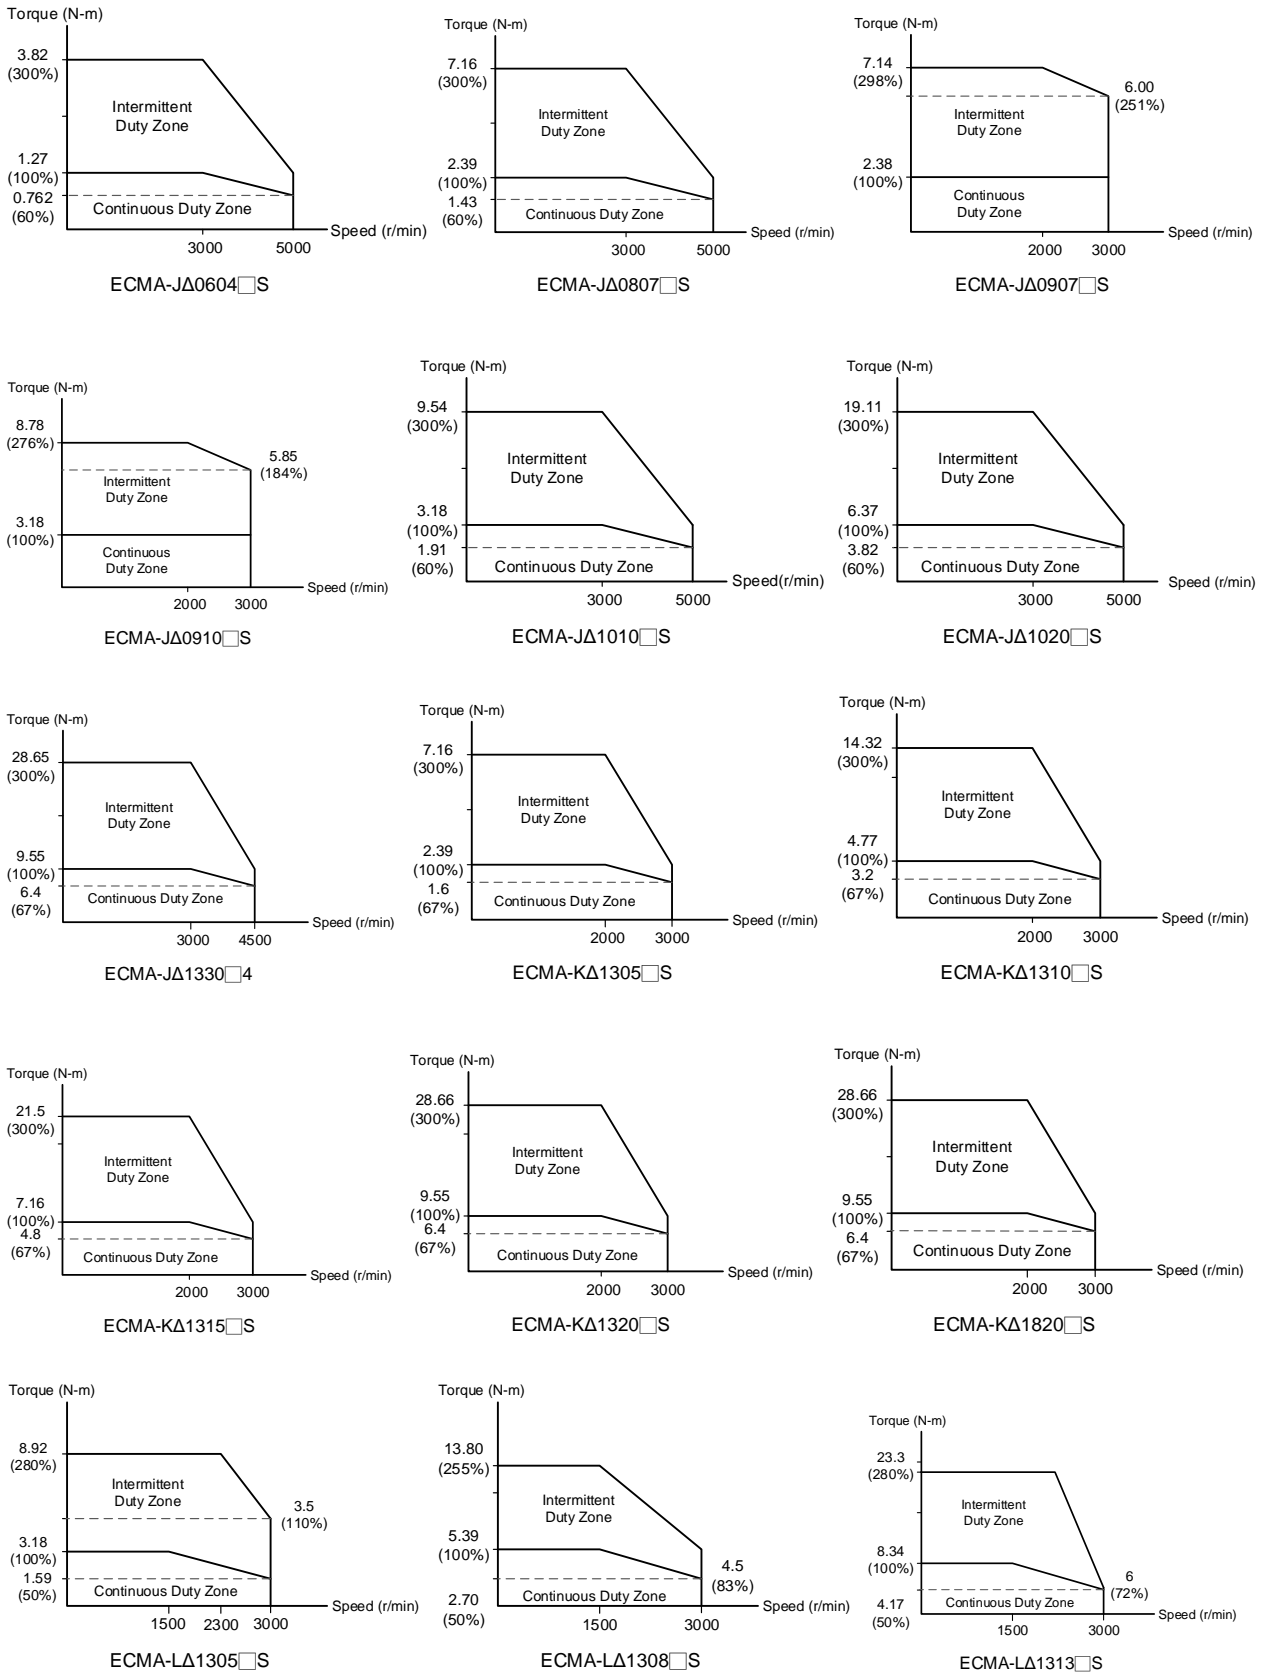 Torque (N-m)
3.82
(300%)
Intermittent
Duty Zone
1.27
(100%)
0.762
(60%)
Continuous Duty Zone
Speed (r/min)
3000
5000
ECMA-JΔ0604□S
Torque (N-m)
7.16
(300%)
Intermittent
Duty Zone
2.39
(100%)
1.43
(60%)
Continuous Duty Zone
Speed (r/min)
3000
5000
ECMA-JΔ0807□S
Torque (N-m)
7.14
(298%)
6.00
(251%)
Intermittent
Duty Zone
2.38
(100%)
Continuous
Duty Zone
Speed (r/min)
2000
3000
ECMA-JΔ0907□S
Torque (N-m)
8.78
(276%)
5.85
(184%)
Intermittent
Duty Zone
3.18
(100%)
Continuous
Duty Zone
Speed (r/min)
2000
3000
ECMA-JΔ0910□S
Torque (N-m)
9.54
(300%)
Intermittent
Duty Zone
3.18
(100%)
1.91
(60%)
Continuous Duty Zone
Speed(r/min)
3000
5000
ECMA-JΔ1010□S
Torque (N-m)
19.11
(300%)
Intermittent
Duty Zone
6.37
(100%)
3.82
(60%)
Continuous Duty Zone
Speed (r/min)
3000
5000
ECMA-JΔ1020□S
Torque (N-m)
28.65
(300%)
Intermittent
Duty Zone
9.55
(100%)
6.4
(67%)
Continuous Duty Zone
Speed (r/min)
3000
4500
ECMA-JΔ1330□4
Torque (N-m)
7.16
(300%)
Intermittent
Duty Zone
2.39
(100%)
1.6
(67%)
Continuous Duty Zone
Speed (r/min)
2000
3000
ECMA-KΔ1305□S
Torque (N-m)
14.32
(300%)
Intermittent
Duty Zone
4.77
(100%)
3.2
(67%)
Continuous Duty Zone
Speed (r/min)
2000
3000
ECMA-KΔ1310□S
Torque (N-m)
21.5
(300%)
Intermittent
Duty Zone
7.16
(100%)
4.8
(67%)
Continuous Duty Zone
Speed (r/min)
2000
3000
ECMA-KΔ1315□S
Torque (N-m)
28.66
(300%)
Intermittent
Duty Zone
9.55
(100%)
6.4
(67%)
Continuous Duty Zone
Speed (r/min)
2000
3000
ECMA-KΔ1320□S
Torque (N-m)
28.66
(300%)
Intermittent
Duty Zone
9.55
(100%)
6.4
(67%)
Continuous Duty Zone
Speed (r/min)
2000
3000
ECMA-KΔ1820□S
Torque (N-m)
8.92
(280%)
Intermittent
Duty Zone
3.5
(110%)
3.18
(100%)
1.59
(50%)
Continuous Duty Zone
Speed (r/min)
1500
2300
3000
ECMA-LΔ1305□S
Torque (N-m)
13.80
(255%)
Intermittent
Duty Zone
5.39
(100%)
4.5
(83%)
2.70
(50%)
Continuous Duty Zone
Speed (r/min)
1500
3000
ECMA-LΔ1308□S
Torque (N-m)
23.3
(280%)
Intermittent
Duty Zone
8.34
(100%)
6
(72%)
4.17
(50%)
Continuous Duty Zone
Speed (r/min)
1500
3000
ECMA-LΔ1313□S